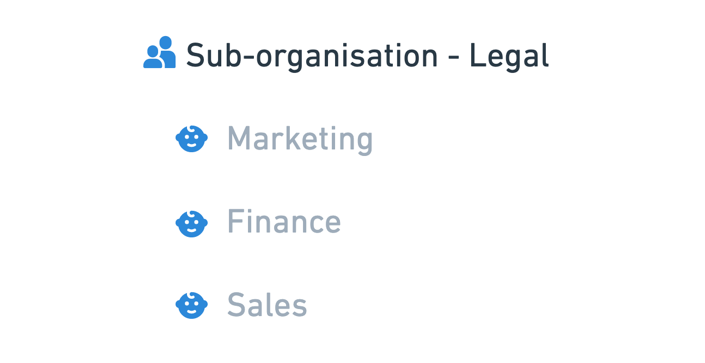 Sub-organisation - Legal
Marketing
Finance
Sales